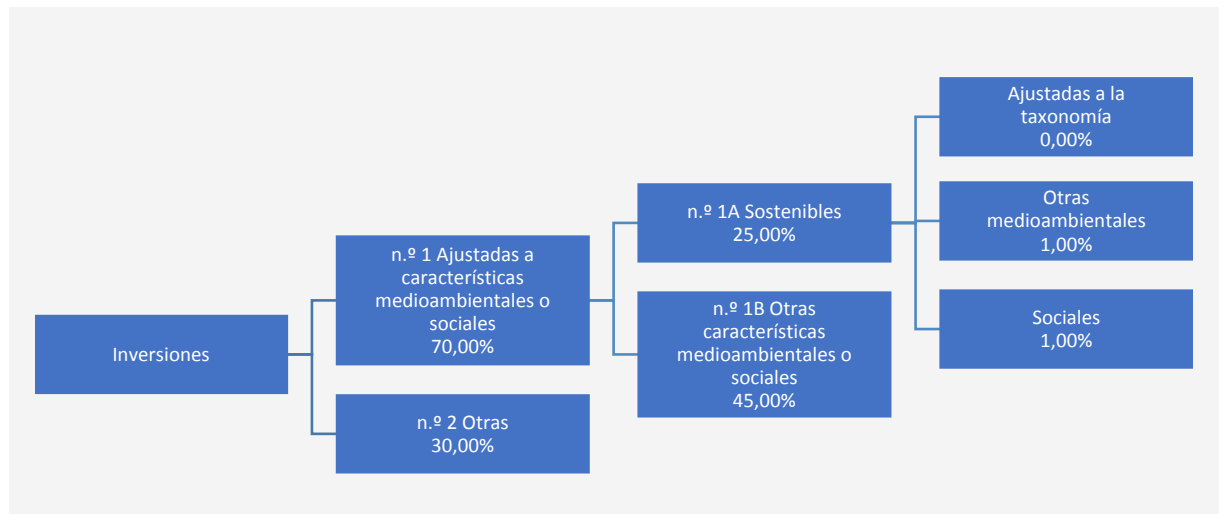 Inversiones
n.º 1 Ajustadas a
características
medioambientales o
sociales
70,00%
n.º 2 Otras
30,00%
n.º 1A Sostenibles
25,00%
n.º 1B Otras
características
medioambientales o
sociales
45,00%
Ajustadas a la
taxonomía
0,00%
Otras
medioambientales
1,00%
Sociales
1,00%